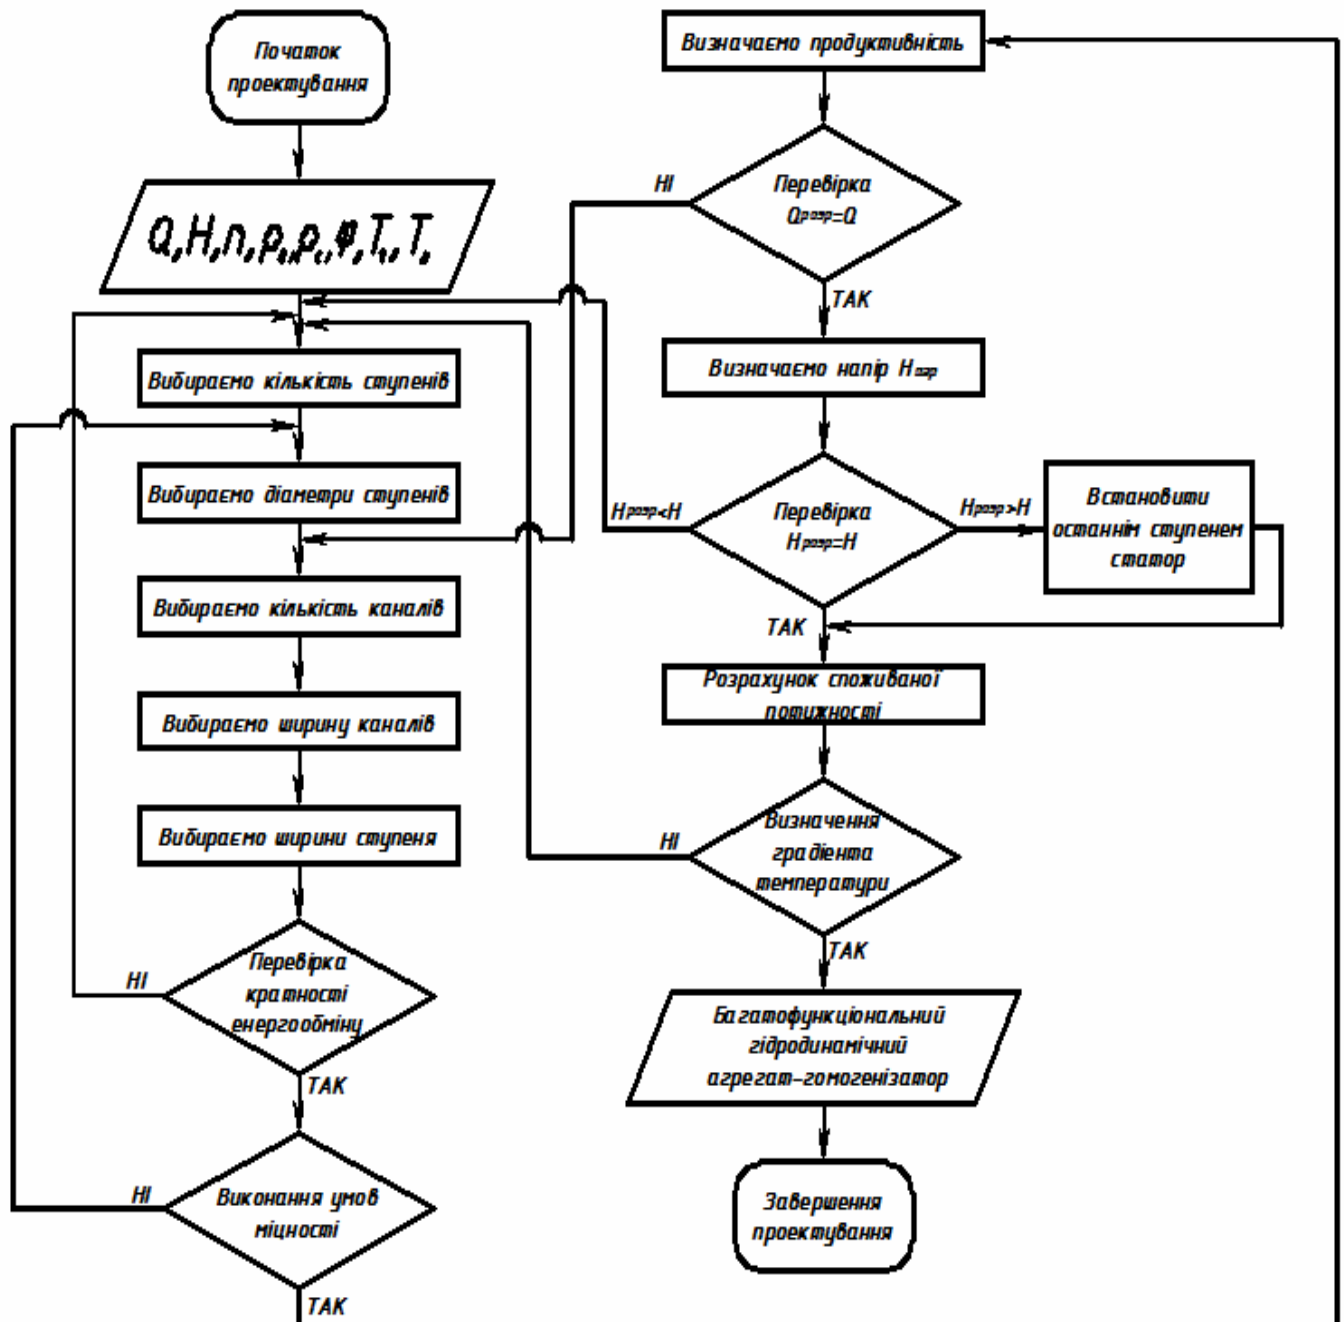 Початок
проектування
Вибираємо кількість ступенів
Вибираємо діаметри ступенів
Вибираємо кількість каналів
Вибираємо ширину каналів
Вибираємо ширини ступеня
НІ
Перевірка
кратності
енергообміну
ТАК
НІ
Виконання умов
міцності
ТАК
Визначаємо продуктивність
НІ
Перевірка
Qрозр=Q
ТАК
Визначаємо напір
Hрозр<H
Перевірка
Hрозр=H
Hрозр>H
Встановити
останнім ступенем
статор
ТАК
Розрахунок споживаної
потижності
НІ
Визначення
градієнта
температури
ТАК
Багатофункціональний
гідродинамічний
агрегат-гомогенізатор
Завершення
проектування